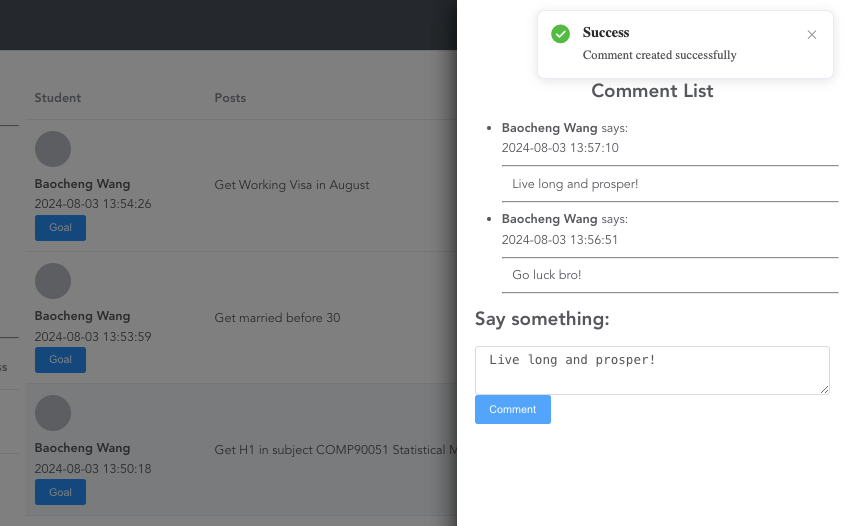 Student Posts
Baocheng Wang
2024-08-03 13:54:26
Goal
Get Working Visa in August
Baocheng Wang
2024-08-03 13:53:59
Goal
Get married before 30
ss
Baocheng Wang
2024-08-03 13:50:18
Goal
Get H1 in subject COMP90051 Statistical M
Success
Comment created successfully
Comment List
Baocheng Wang says:
2024-08-03 13:57:10
Live long and prosper!
Baocheng Wang says:
2024-08-03 13:56:51
Go luck bro!
Say something:
Live long and prosper!
Comment